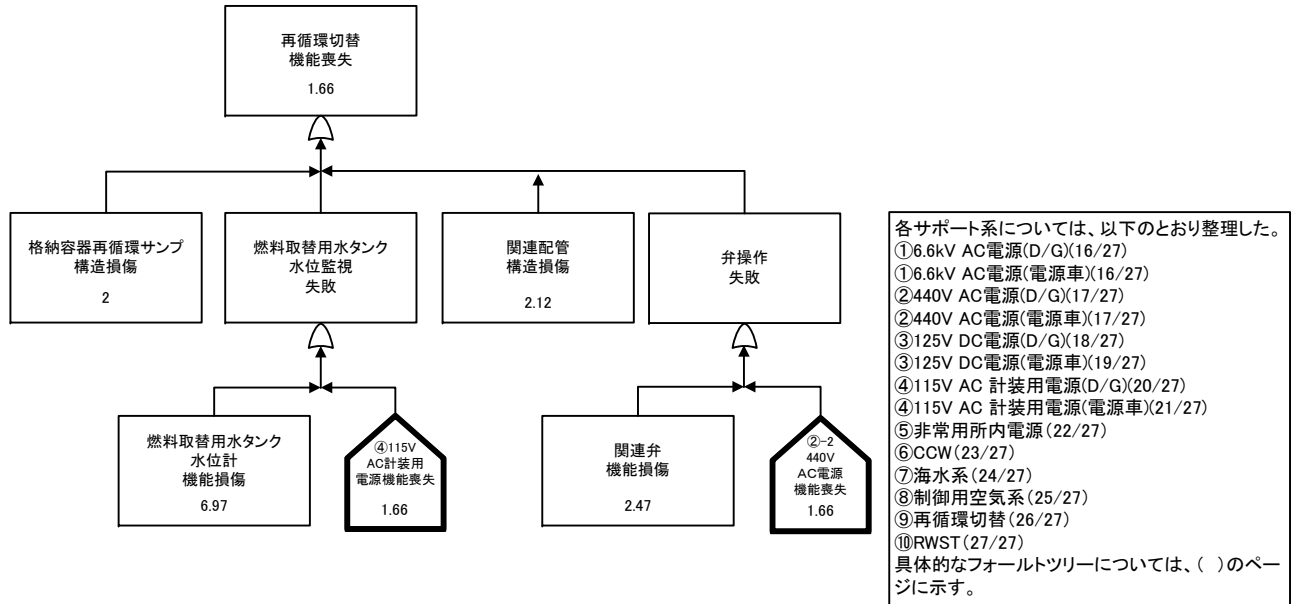 再循環切替
機能喪失
1.66
格納容器再循環サンプ
構造損傷
2
燃料取替用水タンク
水位監視
失敗
関連配管
構造損傷
2.12
弁操作
失敗
燃料取替用水タンク
水位計
機能損傷
6.97
④115V
AC計装用
電源機能喪失
1.66
関連弁
機能損傷
2.47
②-2
440V
AC電源
機能喪失
1.66
各サポート系については、以下のとおり整理した。
①6.6kV AC電源(D/G)(16/27)
①6.6kV AC電源(電源車)(16/27)
②440V AC電源(D/G)(17/27)
②440V AC電源(電源車)(17/27)
③125V DC電源(D/G)(18/27)
③125V DC電源(電源車)(19/27)
④115V AC 計装用電源(D/G)(20/27)
④115V AC 計装用電源(電源車)(21/27)
⑤非常用所内電源(22/27)
⑥CCW(23/27)
⑦海水系(24/27)
⑧制御用空気系(25/27)
⑨再循環切替(26/27)
⑩RWST(27/27)
具体的なフォールトツリーについては、( )のペー
ジに示す。